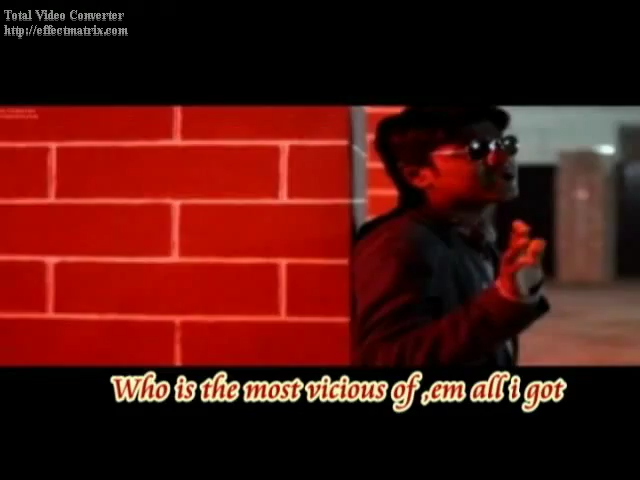 Total Video Converter
http://effectmatrix.com
Who is the most vicious of ,em all i got